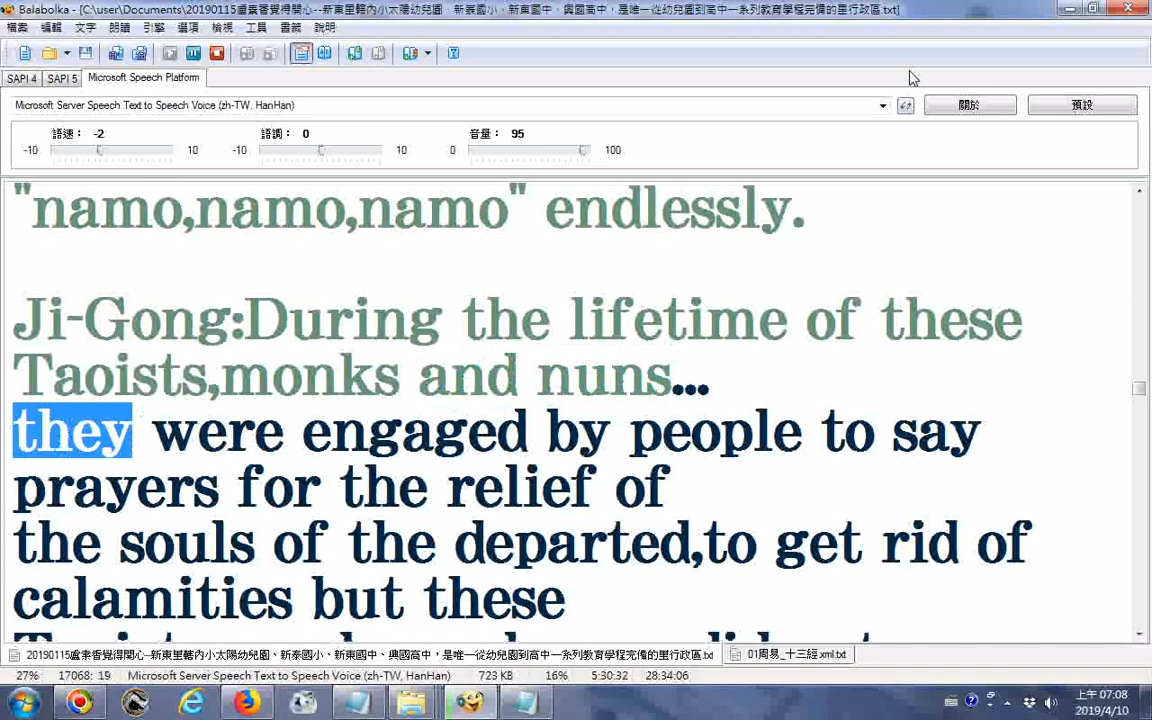 Balabolka - [C:\user\Documents\20190115盧素香覺得開心--新東里轄內小太陽幼兒園、新泰國小、新東國中、興國高中，是唯一從幼兒園到高中一系列教育學程完備的里行政區.txt]
檔案 編輯 文字 朗讀 引擎 選項 檢視 工具 書籤 說明
SAPI 4 SAPI 5 Microsoft Speech Platform
Microsoft Server Speech Text to Speech Voice (zh-TW, HanHan) 關於 預設
語速： -2 語調： 0 音量： 95
-10 10 -10 10 0 100
"namo,namo,namo" endlessly.
Ji-Gong:During the lifetime of these
Taoists,monks and nuns...
they were engaged by people to say
prayers for the relief of
the souls of the departed,to get rid of
calamities but these
20190115盧素香覺得開心--新東里轄內小太陽幼兒園、新泰國小、新東國中、興國高中，是唯一從幼兒園到高中一系列教育學程完備的里行政區.txt 01周易_十三經.xml.txt
27% 17068: 19 Microsoft Server Speech Text to Speech Voice (zh-TW, HanHan) 723 KB 16% 5:30:32 28:34:06
上午 07:08
2019/4/10